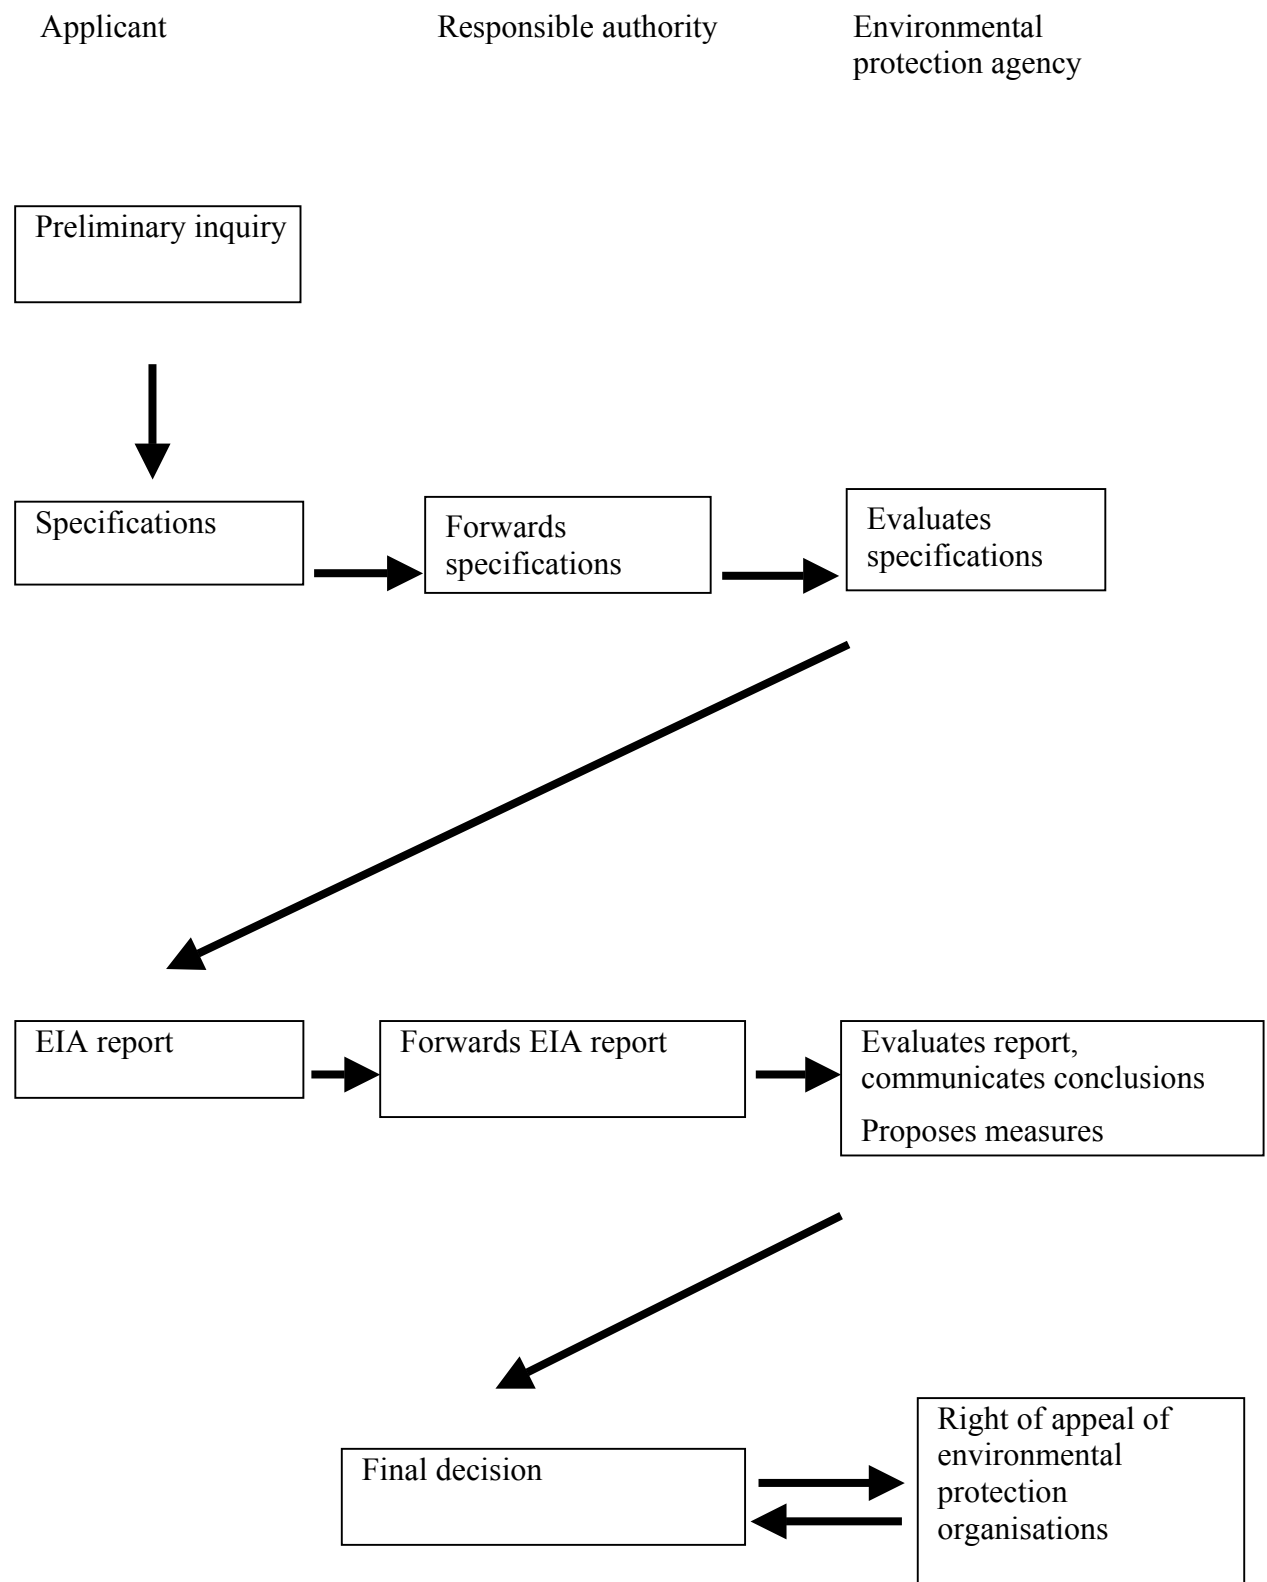 Applicant
Responsible authority
Environmental
protection agency
Preliminary inquiry
Specifications
Forwards
specifications
Evaluates
specifications
EIA report
Forwards EIA report
Evaluates report,
communicates conclusions
Proposes measures
Final decision
Right of appeal of
environmental
protection
organisations